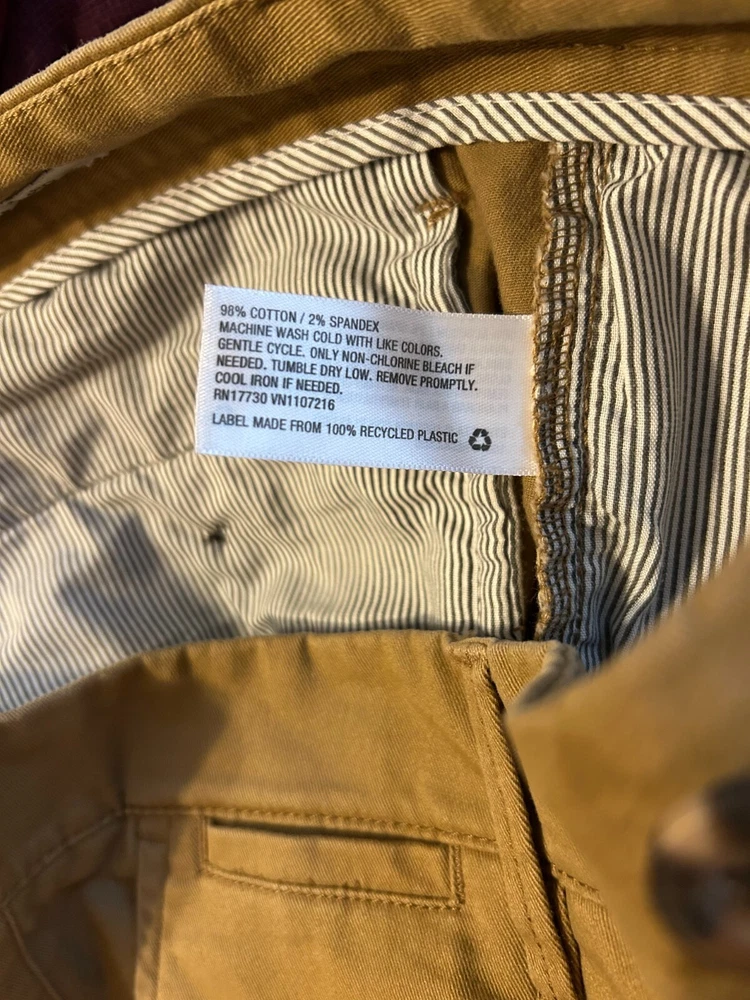 98% COTTON / 2% SPANDEX
MACHINE WASH COLD WITH LIKE COLORS.
GENTLE CYCLE. ONLY NON-CHLORINE BLEACH IF
NEEDED. TUMBLE DRY LOW. REMOVE PROMPTLY.
COOL IRON IF NEEDED.
RN17730 VN1107216
LABEL MADE FROM 100% RECYCLED PLASTIC